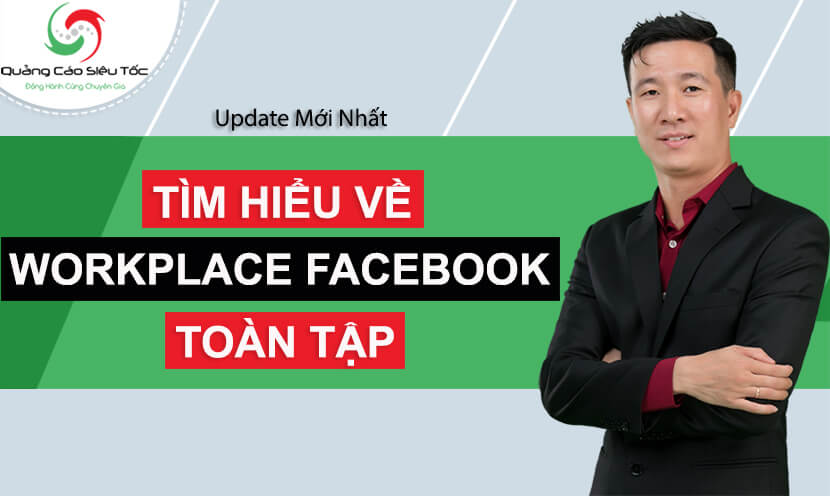 Quảng Cáo Siêu Tốc
Đồng Hành Cùng Chuyên Gia
Update Mới Nhất
TÌM HIỂU VỀ
WORKPLACE FACEBOOK
TOÀN TẬP